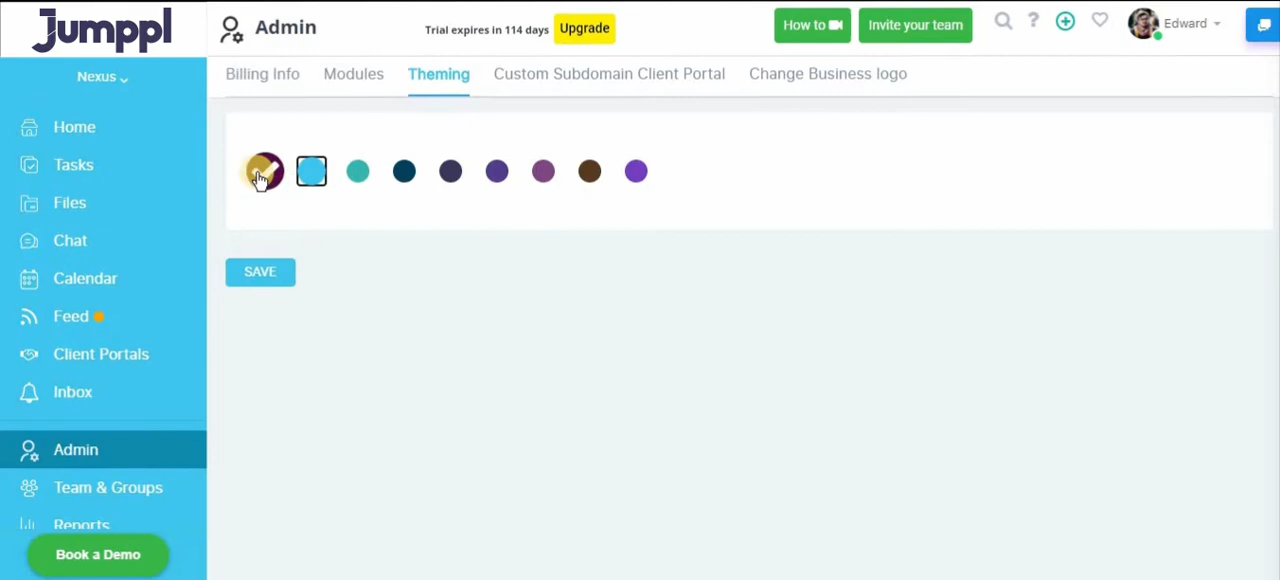 Jumppl
Admin
Trial expires in 114 days
Upgrade
How to
Invite your team
?
Edward
Nexus
Billing Info
Modules
Theming
Custom Subdomain Client Portal
Change Business logo
Home
Tasks
Files
Chat
Calendar
Feed
Client Portals
Inbox
Admin
Team & Groups
Reports
Book a Demo
SAVE